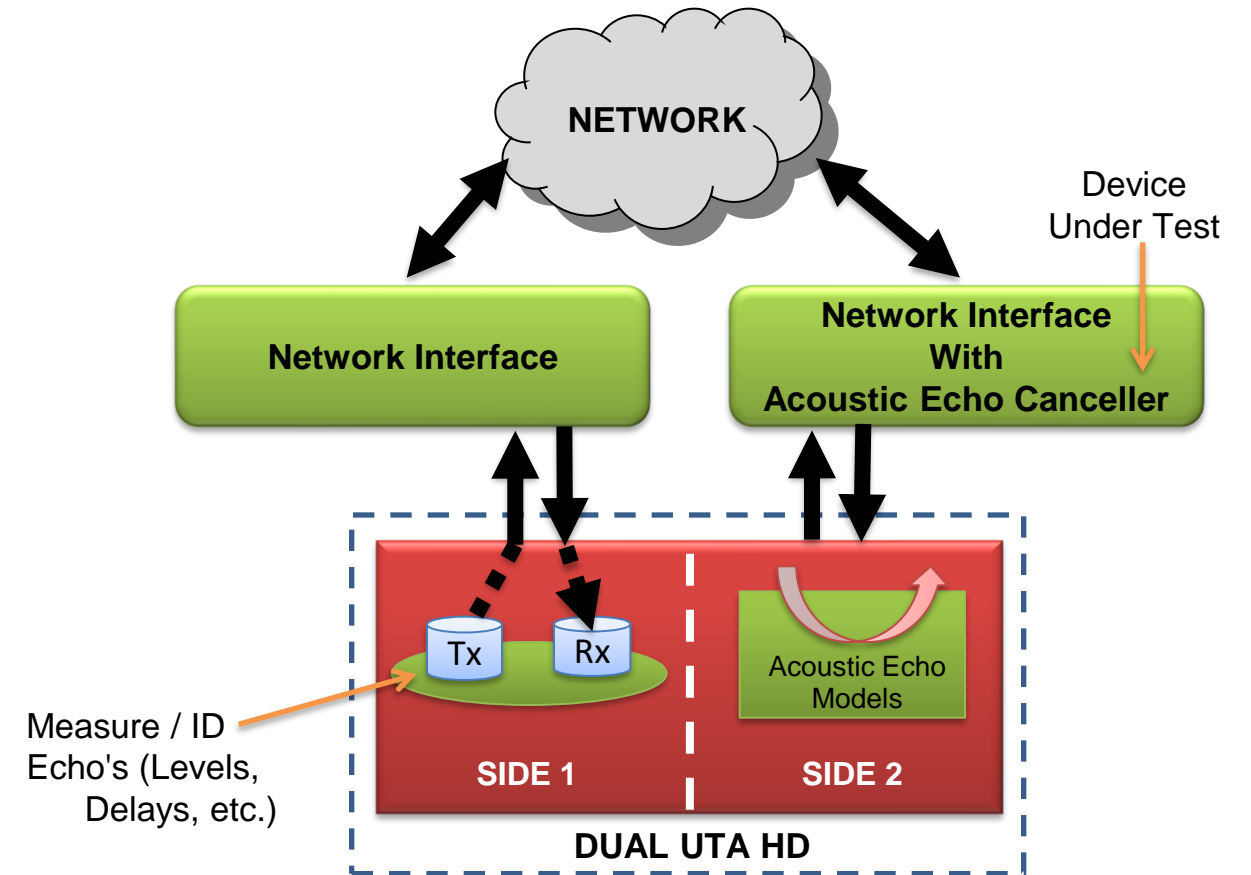 NETWORK
Device
Under Test
Network Interface
Network Interface
With
Acoustic Echo Canceller
Tx
Rx
Acoustic Echo
Models
Measure / ID
Echo's (Levels,
Delays, etc.)
SIDE 1
SIDE 2
DUAL UTA HD